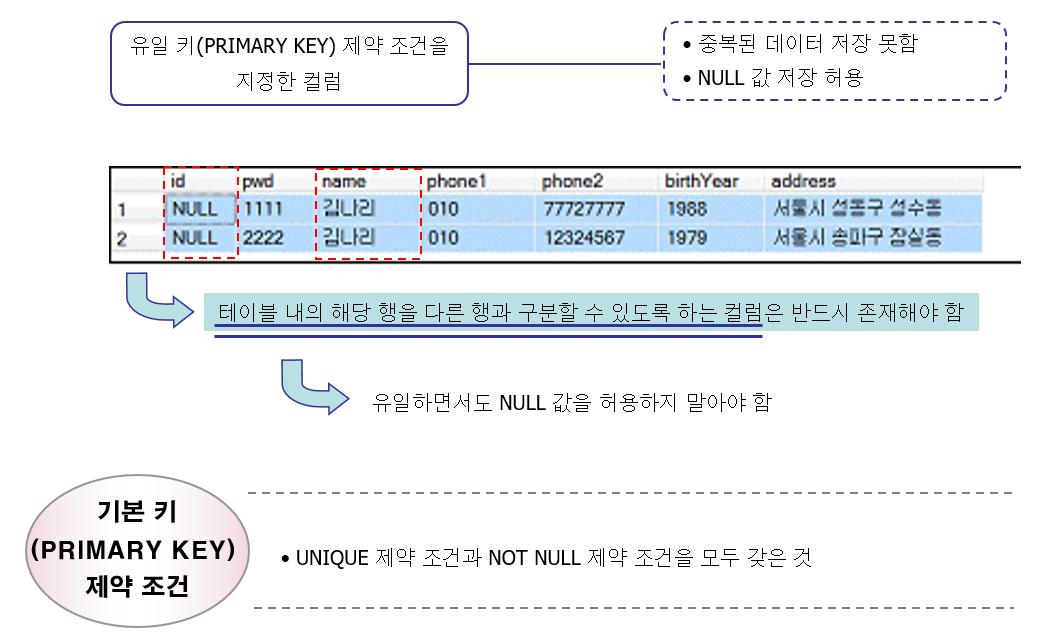 유일 키(PRIMARY KEY) 제약 조건을
지정한 컬럼
• 중복된 데이터 저장 못함
• NULL 값 저장 허용
id pwd name phone1 phone2 birthYear address
1 NULL 1111 김나리 010 77727777 1988 서울시 성동구 성수동
2 NULL 2222 김나리 010 12324567 1979 서울시 송파구 잠실동
테이블 내의 해당 행을 다른 행과 구분할 수 있도록 하는 컬럼은 반드시 존재해야 함
유일하면서도 NULL 값을 허용하지 말아야 함
기본 키
(PRIMARY KEY)
제약 조건
• UNIQUE 제약 조건과 NOT NULL 제약 조건을 모두 갖은 것